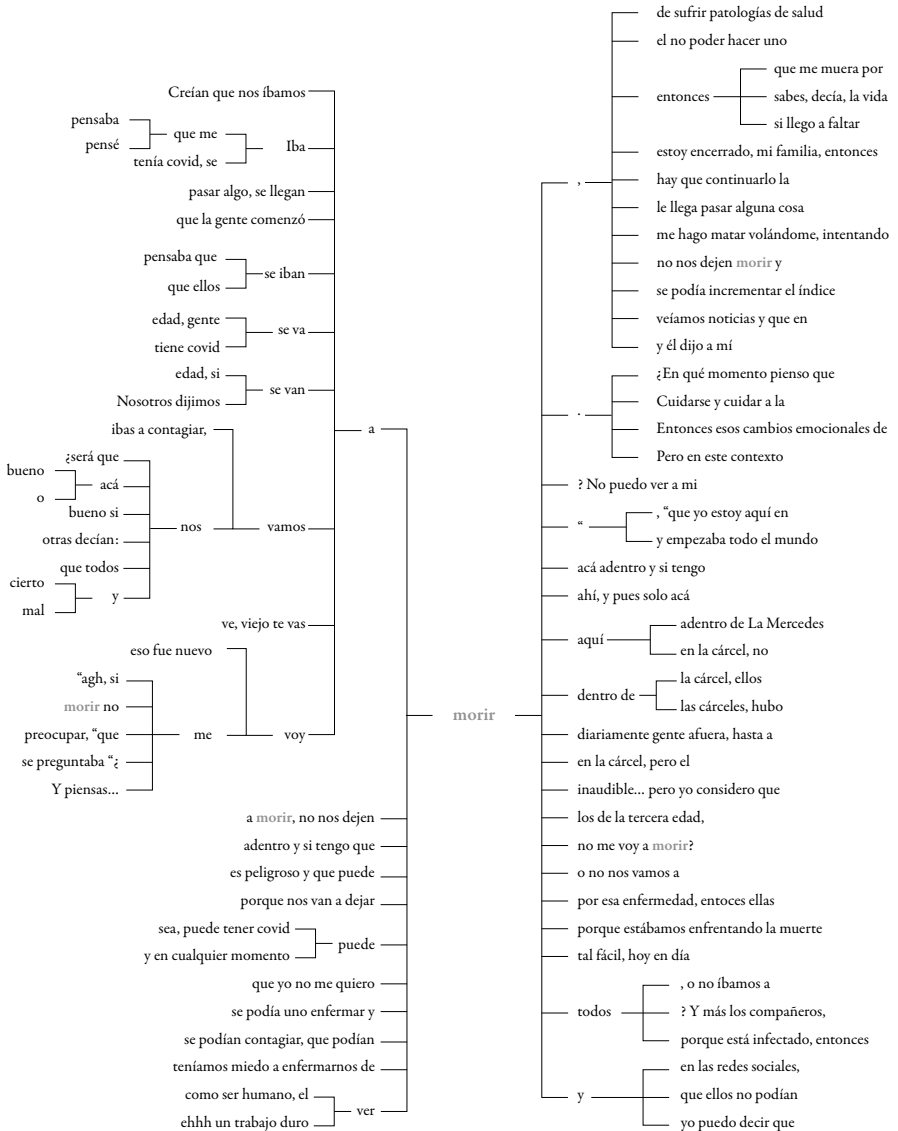 Creían que nos íbamos
pensaba
pensé
que me
tenía covid, se
Iba
pasar algo, se llegan
que la gente comenzó
pensaba que
que ellos
se iban
edad, gente
tiene covid
se va
edad, si
Nosotros dijimos
se van
a
ibas a contagiar,
¿será que
bueno
o
acá
bueno si
otras decían:
que todos
cierto
mal
y
nos
vamos
ve, viejo te vas
eso fue nuevo
“agh, si
morir no
preocupar, “que
se preguntaba “¿
Y piensas...
me
voy
a morir, no nos dejen
adentro y si tengo que
es peligroso y que puede
porque nos van a dejar
sea, puede tener covid
y en cualquier momento
puede
que yo no me quiero
se podía uno enfermar y
se podían contagiar, que podían
teníamos miedo a enfermarnos de
como ser humano, el
ehhh un trabajo duro
ver
morir
,
de sufrir patologías de salud
el no poder hacer uno
entonces
que me muera por
sabes, decía, la vida
si llego a faltar
estoy encerrado, mi familia, entonces
hay que continuarlo la
le llega pasar alguna cosa
me hago matar volándome, intentando
no nos dejen morir y
se podía incrementar el índice
veíamos noticias y que en
y él dijo a mí
.
¿En qué momento pienso que
Cuidarse y cuidar a la
Entonces esos cambios emocionales de
Pero en este contexto
? No puedo ver a mi
“
, “que yo estoy aquí en
y empezaba todo el mundo
acá adentro y si tengo
ahí, y pues solo acá
aquí
adentro de La Mercedes
en la cárcel, no
dentro de
la cárcel, ellos
las cárceles, hubo
diariamente gente afuera, hasta a
en la cárcel, pero el
inaudible... pero yo considero que
los de la tercera edad,
no me voy a morir?
o no nos vamos a
por esa enfermedad, entoces ellas
porque estábamos enfrentando la muerte
tal fácil, hoy en día
todos
, o no íbamos a
? Y más los compañeros,
porque está infectado, entonces
y
en las redes sociales,
que ellos no podían
yo puedo decir que